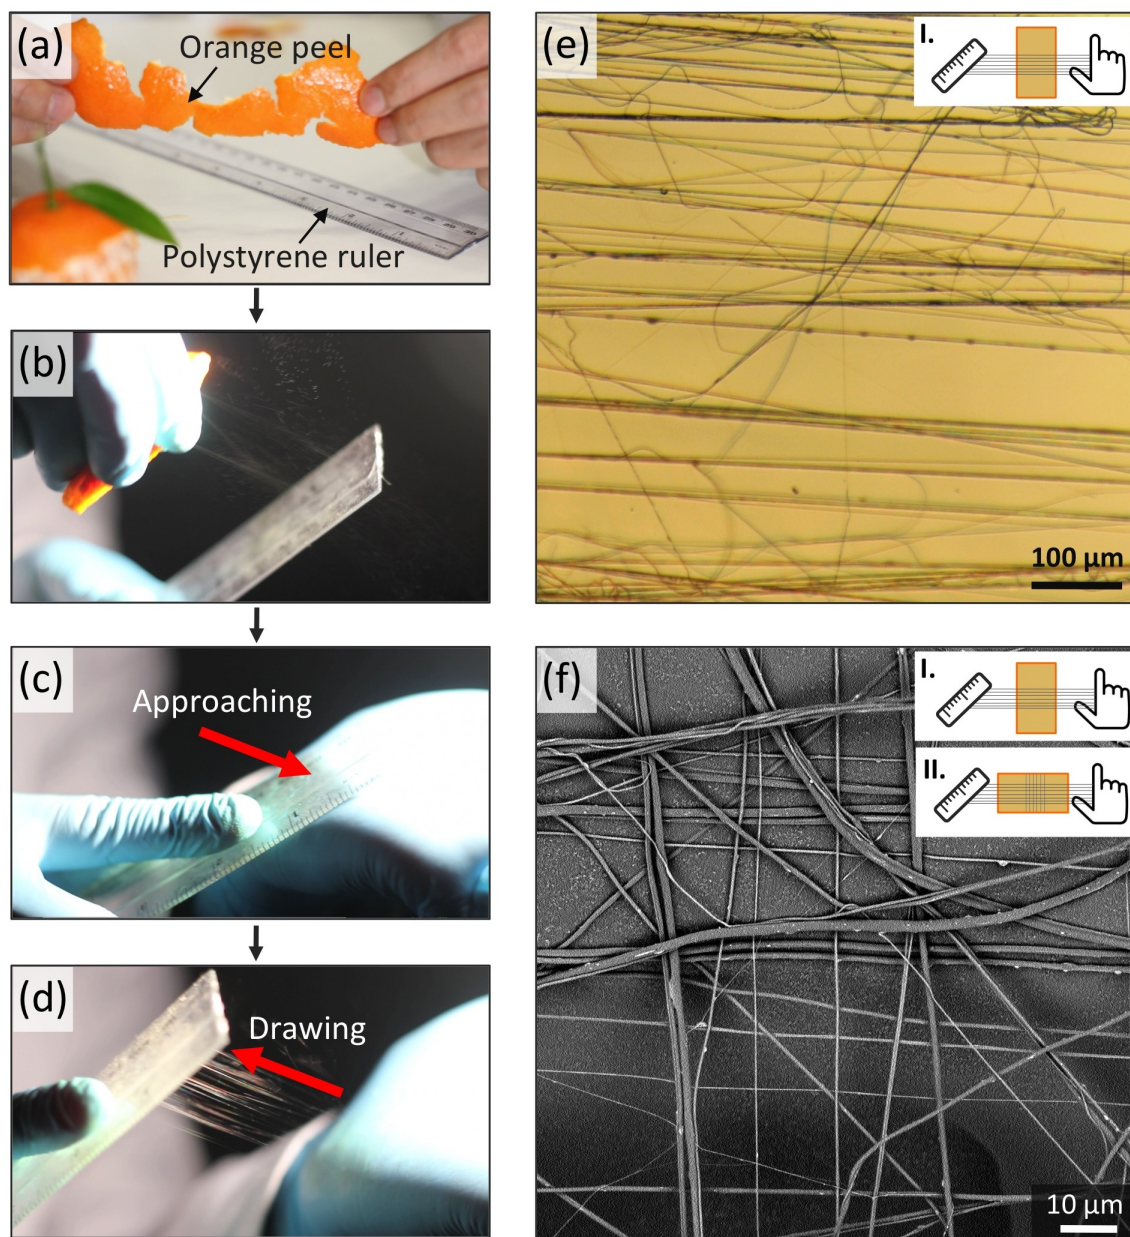 (a)
Orange peel
Polystyrene ruler
(b)
(c)
Approaching
(d)
Drawing
(e)
I.
100 µm
(f)
I.
II.
10 µm